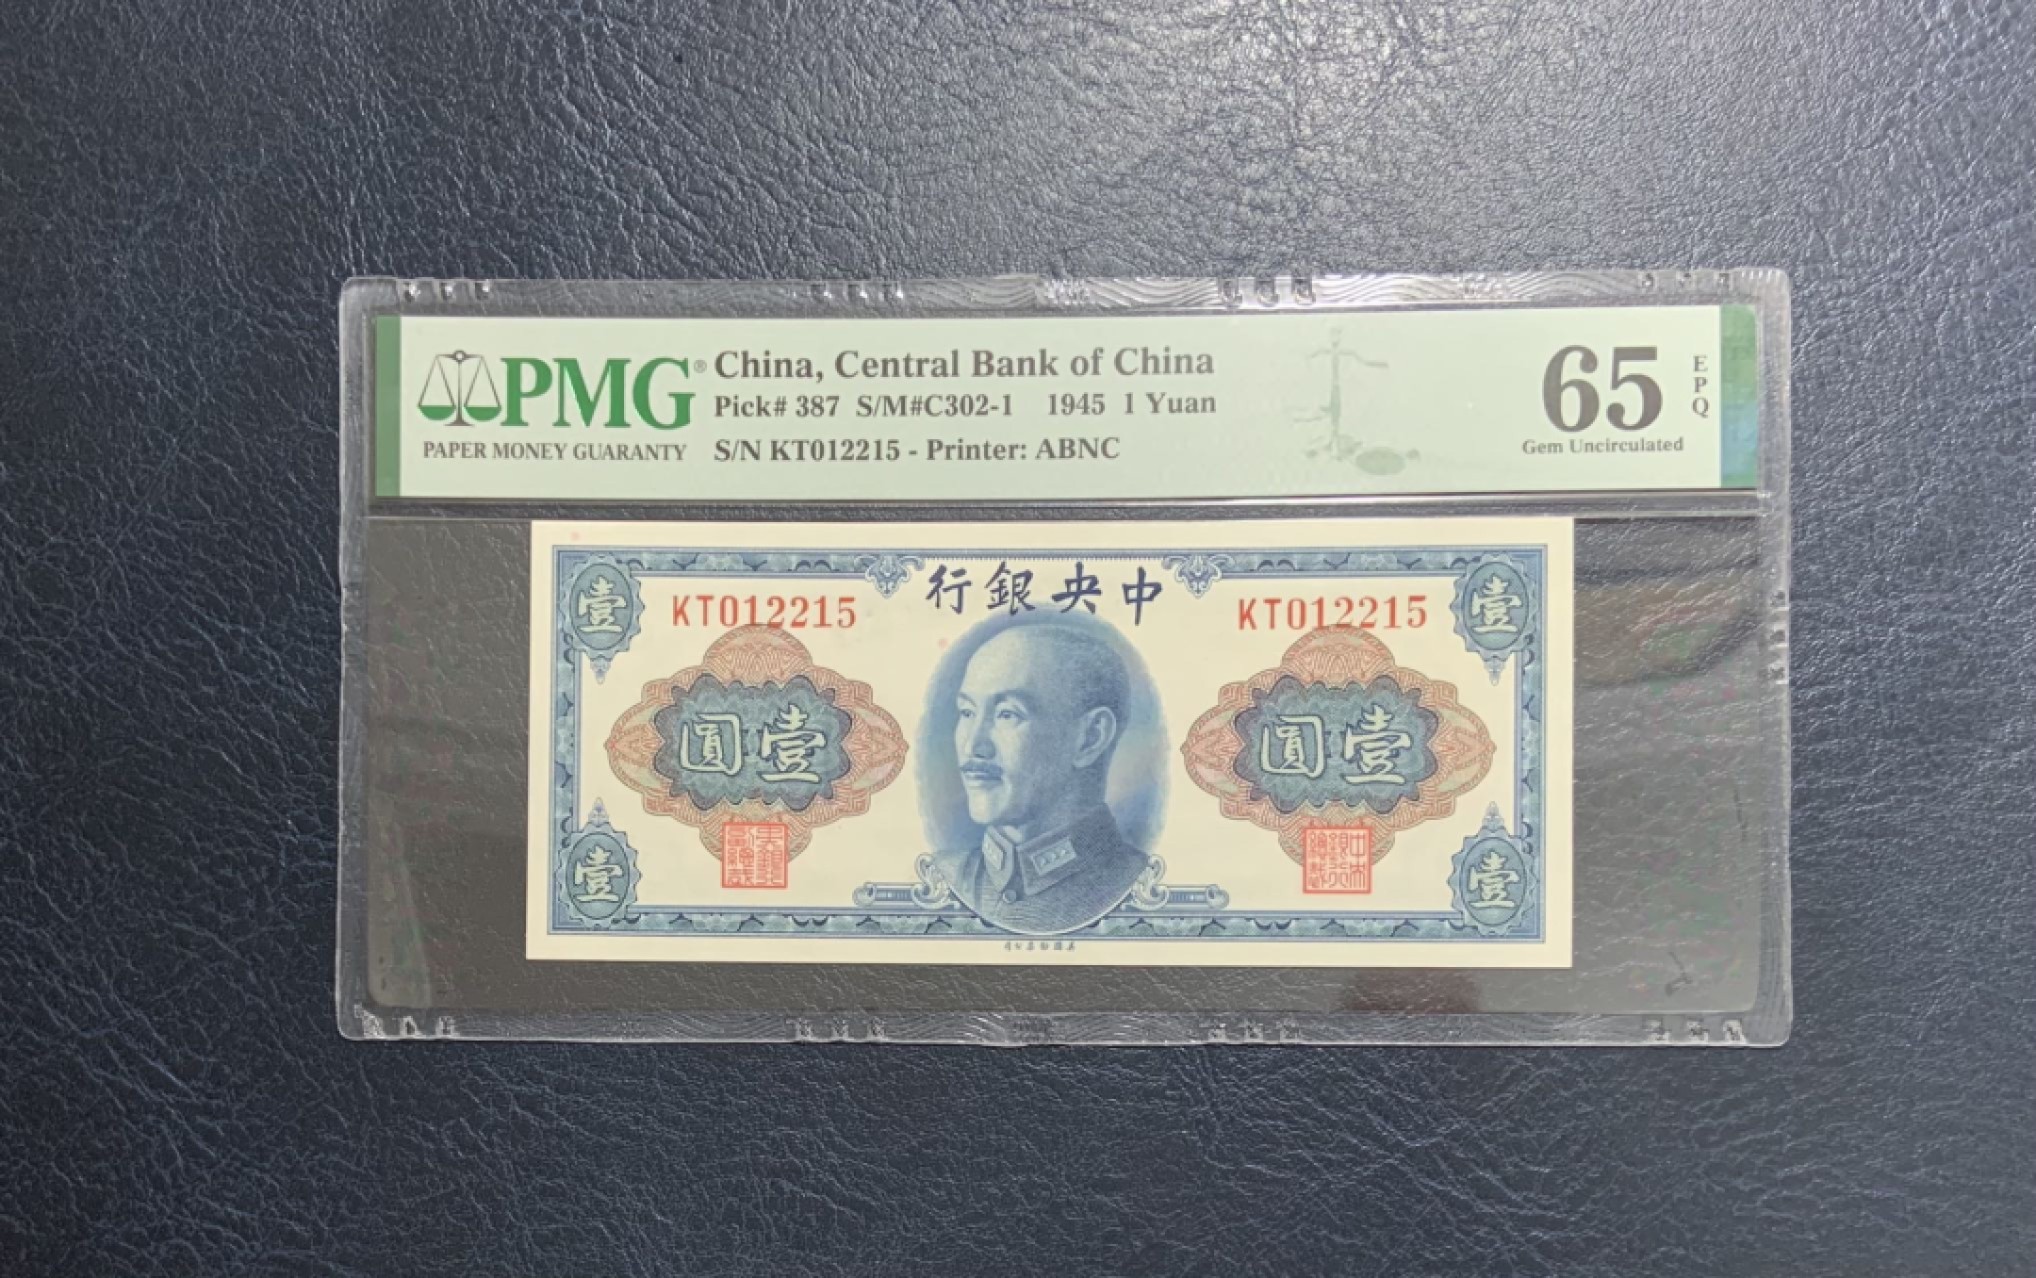 PMG® China, Central Bank of China
Pick# 387 S/M#C302-1 1945 1 Yuan
PAPER MONEY GUARANTY
S/N KT012215 - Printer: ABNC
65 EPQ
Gem Uncirculated
行銀央中
壹 壹
KT012215 KT012215
圓壹 圓壹
壹 壹